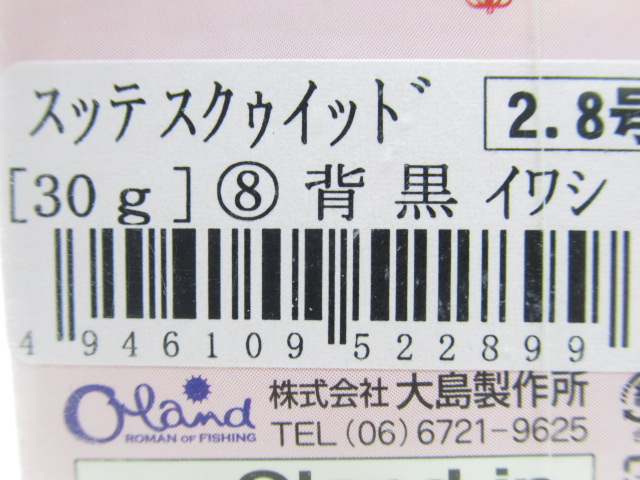 スッテスクゥイッド 2.8号
[30g]⑧背黒イワシ
4 946109 522899
Oland 株式会社 大島製作所
ROMAN OF FISHING TEL(06)6721-9625